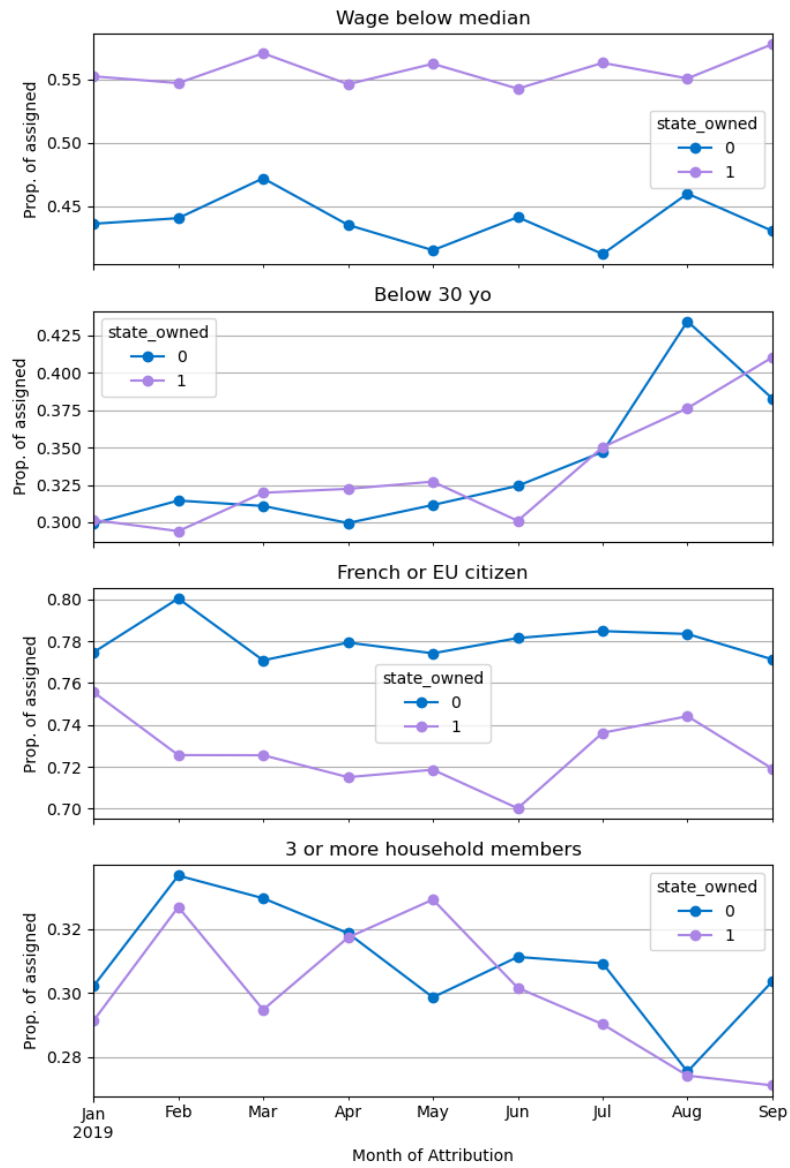 Wage below median
Prop. of assigned
0.55
0.50
0.45
state_owned
0
1
Below 30 yo
Prop. of assigned
0.425
0.400
0.375
0.350
0.325
0.300
state_owned
0
1
French or EU citizen
Prop. of assigned
0.80
0.78
0.76
0.74
0.72
0.70
state_owned
0
1
3 or more household members
Prop. of assigned
0.32
0.30
0.28
state_owned
0
1
Jan Feb Mar Apr May Jun Jul Aug Sep
2019
Month of Attribution